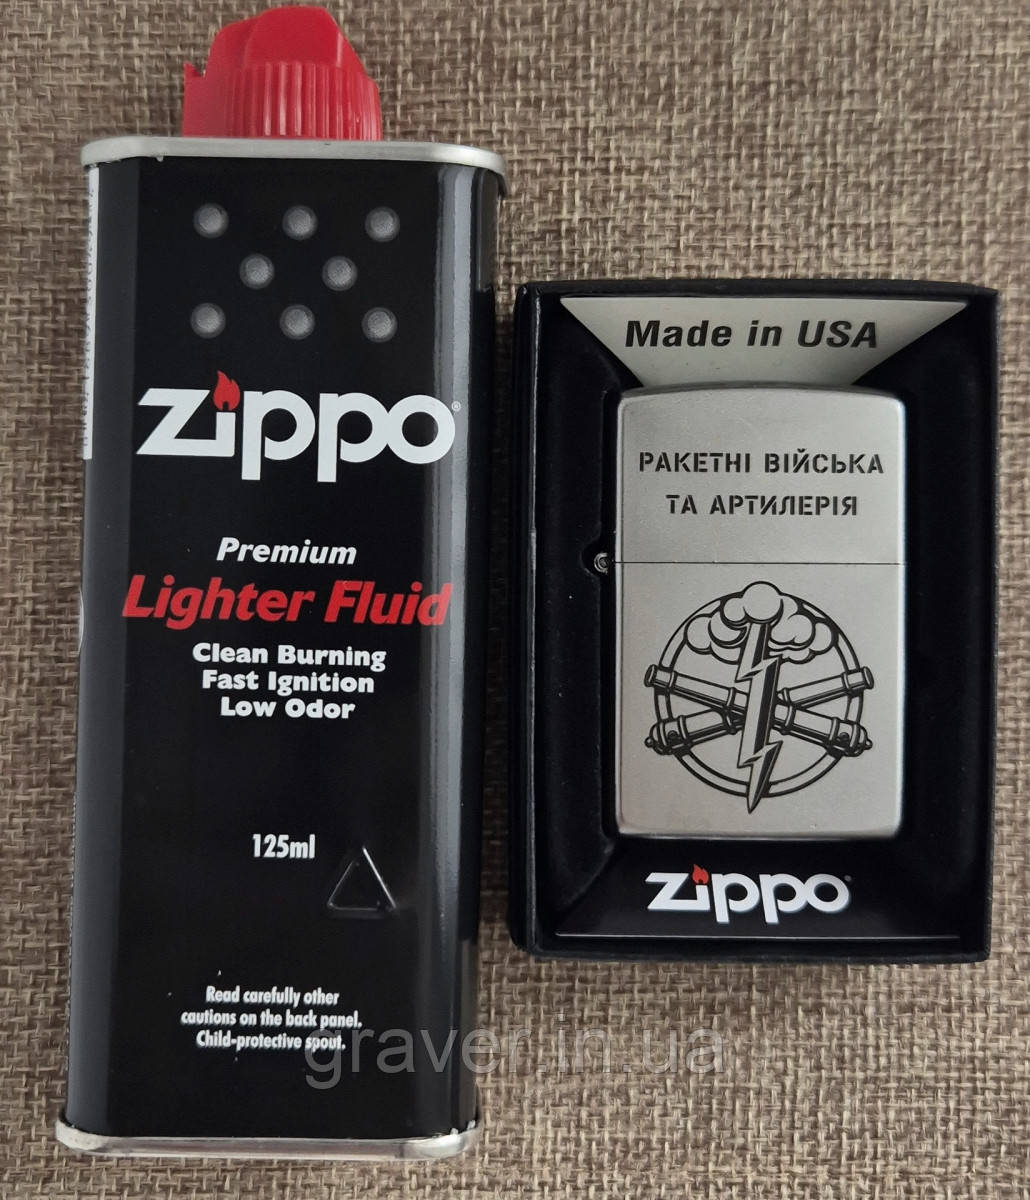 zippo
Premium
Lighter Fluid
Clean Burning
Fast Ignition
Low Odor
125ml
Read carefully other
cautions on the back panel.
Child-protective spout.
Made in USA
РАКЕТНІ ВІЙСЬКА
ТА АРТИЛЕРІЯ
zippo
graver.in.ua